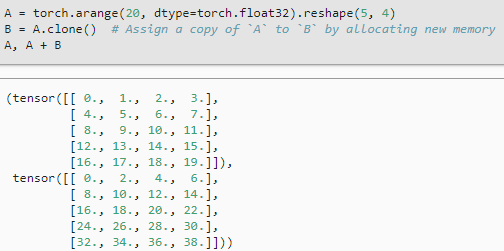 A = torch.arange(20, dtype=torch.float32).reshape(5, 4)
B = A.clone()  # Assign a copy of `A` to `B` by allocating new memory
A, A + B
(tensor([[ 0.,  1.,  2.,  3.],
         [ 4.,  5.,  6.,  7.],
         [ 8.,  9., 10., 11.],
         [12., 13., 14., 15.],
         [16., 17., 18., 19.]]),
 tensor([[ 0.,  2.,  4.,  6.],
         [ 8., 10., 12., 14.],
         [16., 18., 20., 22.],
         [24., 26., 28., 30.],
         [32., 34., 36., 38.]]))